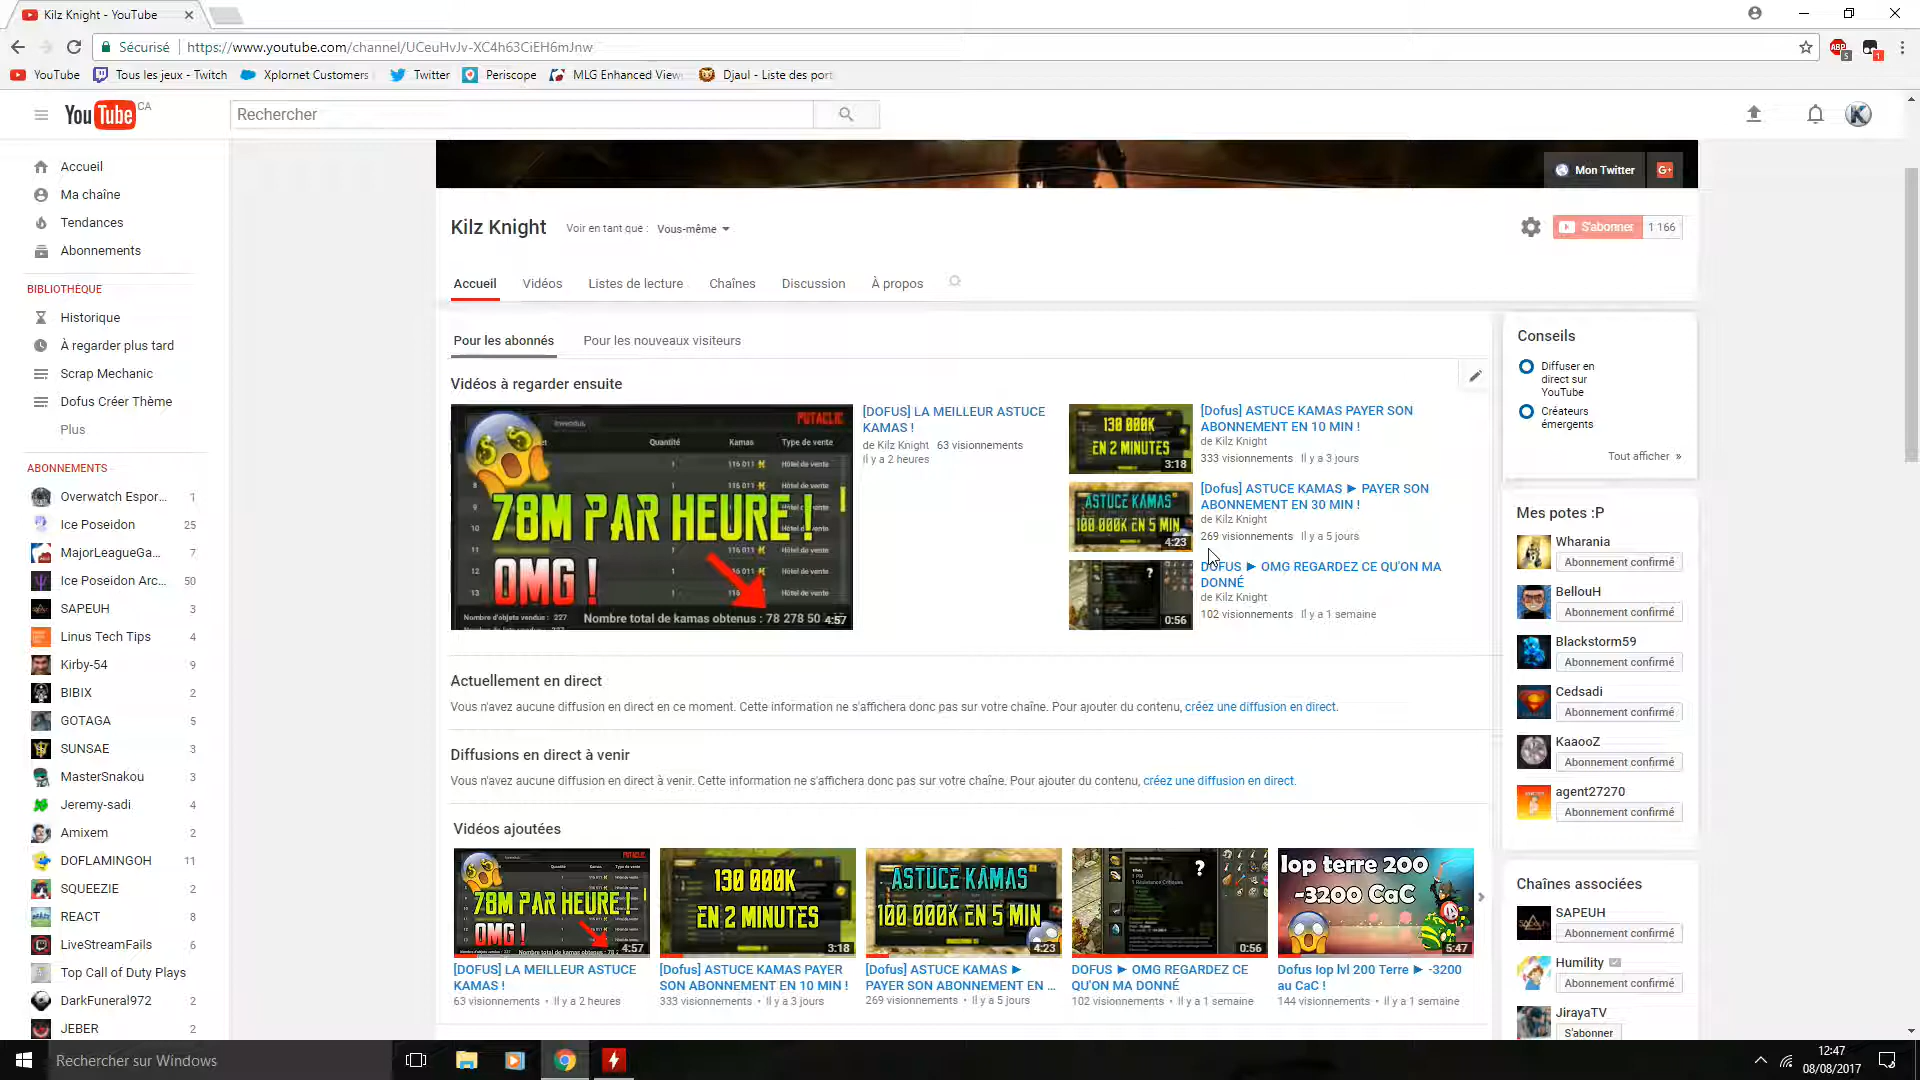 Kilz Knight - YouTube
Sécurisé
https://www.youtube.com/channel/UCeuHvJv-XC4h63CiEH6mJnw
YouTube
Tous les jeux - Twitch
Xplornet Customers
Twitter
Periscope
MLG Enhanced View
Djaul - Liste des port
YouTube CA
Rechercher
Accueil
Ma chaîne
Tendances
Abonnements
BIBLIOTHÈQUE
Historique
À regarder plus tard
Scrap Mechanic
Dofus Créer Thème
Plus
ABONNEMENTS
Overwatch Espor... 1
Ice Poseidon 25
MajorLeagueGa... 7
Ice Poseidon Arc... 50
SAPEUH 3
Linus Tech Tips 4
Kirby-54 9
BIBIX 2
GOTAGA 5
SUNSAE 3
MasterSnakou 3
Jeremy-sadi 4
Amixem 2
DOFLAMINGOH 11
SQUEEZIE 2
REACT 8
LiveStreamFails 6
Top Call of Duty Plays
DarkFuneral972 2
JEBER 2
Mon Twitter
G+
Kilz Knight
Voir en tant que : Vous-même
S'abonner 1 166
Accueil
Vidéos
Listes de lecture
Chaînes
Discussion
À propos
Pour les abonnés
Pour les nouveaux visiteurs
Vidéos à regarder ensuite
PUTACLIC
Invendus
Quantité Kamas Type de vente
1 116 011 Hôtel de vente
78M PAR HEURE !
OMG !
Nombre d'objets vendus : 227
Nombre total de kamas obtenus : 78 278 50
4:57
[DOFUS] LA MEILLEUR ASTUCE
KAMAS !
de Kilz Knight 63 visionnements
Il y a 2 heures
130 000K
EN 2 MINUTES
3:18
[Dofus] ASTUCE KAMAS PAYER SON
ABONNEMENT EN 10 MIN !
de Kilz Knight
333 visionnements Il y a 3 jours
ASTUCE KAMAS
100 000K EN 5 MIN
4:23
[Dofus] ASTUCE KAMAS ► PAYER SON
ABONNEMENT EN 30 MIN !
de Kilz Knight
269 visionnements Il y a 5 jours
0:56
DOFUS ► OMG REGARDEZ CE QU'ON MA
DONNÉ
de Kilz Knight
102 visionnements Il y a 1 semaine
Actuellement en direct
Vous n'avez aucune diffusion en direct en ce moment. Cette information ne s'affichera donc pas sur votre chaîne. Pour ajouter du contenu, créez une diffusion en direct.
Diffusions en direct à venir
Vous n'avez aucune diffusion en direct à venir. Cette information ne s'affichera donc pas sur votre chaîne. Pour ajouter du contenu, créez une diffusion en direct.
Vidéos ajoutées
78M PAR HEURE !
OMG !
4:57
[DOFUS] LA MEILLEUR ASTUCE
KAMAS !
63 visionnements • Il y a 2 heures
130 000K
EN 2 MINUTES
3:18
[Dofus] ASTUCE KAMAS PAYER
SON ABONNEMENT EN 10 MIN !
333 visionnements • Il y a 3 jours
ASTUCE KAMAS
100 000K EN 5 MIN
4:23
[Dofus] ASTUCE KAMAS ►
PAYER SON ABONNEMENT EN ...
269 visionnements • Il y a 5 jours
?
0:56
DOFUS ► OMG REGARDEZ CE
QU'ON MA DONNÉ
102 visionnements • Il y a 1 semaine
Iop terre 200
-3200 CaC
5:47
Dofus Iop lvl 200 Terre ► -3200
au CaC !
144 visionnements • Il y a 1 semaine
Conseils
Diffuser en
direct sur
YouTube
Créateurs
émergents
Tout afficher »
Mes potes :P
Wharania
Abonnement confirmé
BellouH
Abonnement confirmé
Blackstorm59
Abonnement confirmé
Cedsadi
Abonnement confirmé
KaaooZ
Abonnement confirmé
agent27270
Abonnement confirmé
Chaînes associées
SAPEUH
Abonnement confirmé
Humility
Abonnement confirmé
JirayaTV
S'abonner
Rechercher sur Windows
12:47
08/08/2017